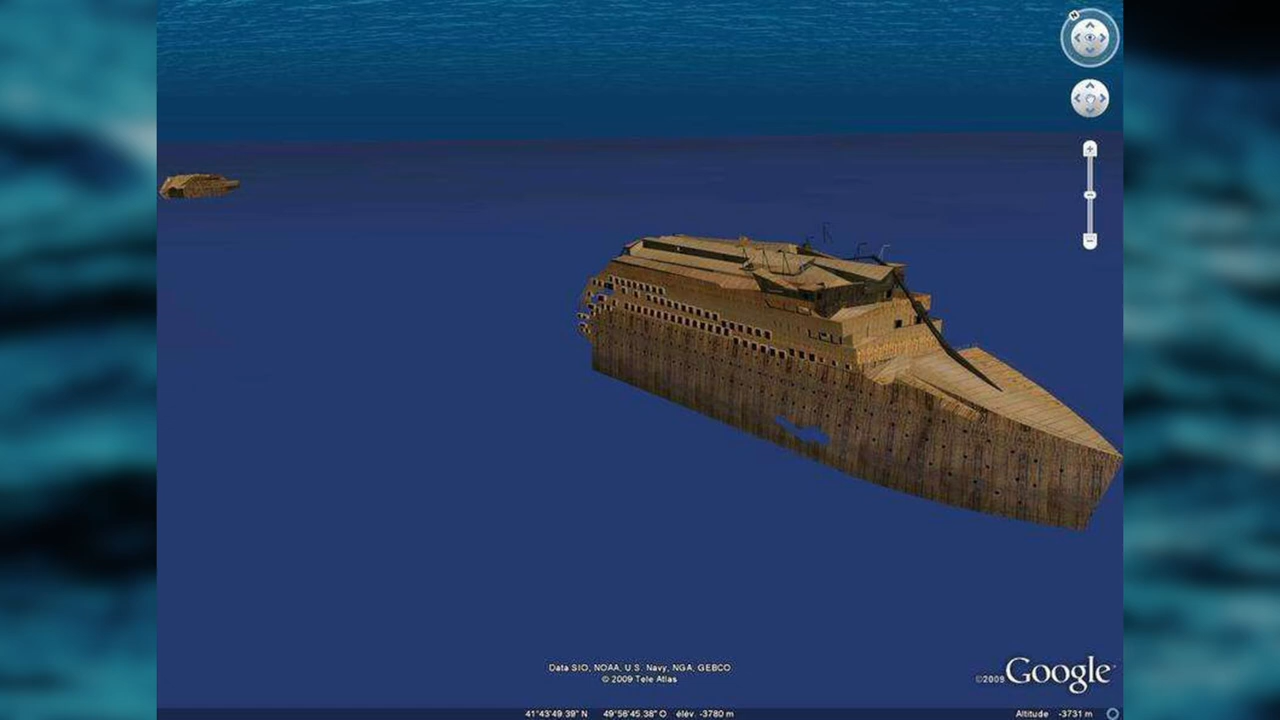 N
Data SIO, NOAA, U.S. Navy, NGA, GEBCO
© 2009 Tele Atlas
©2009 Google
41°43'49.39" N 49°56'45.38" O élév. -3780 m
Altitude -3731 m